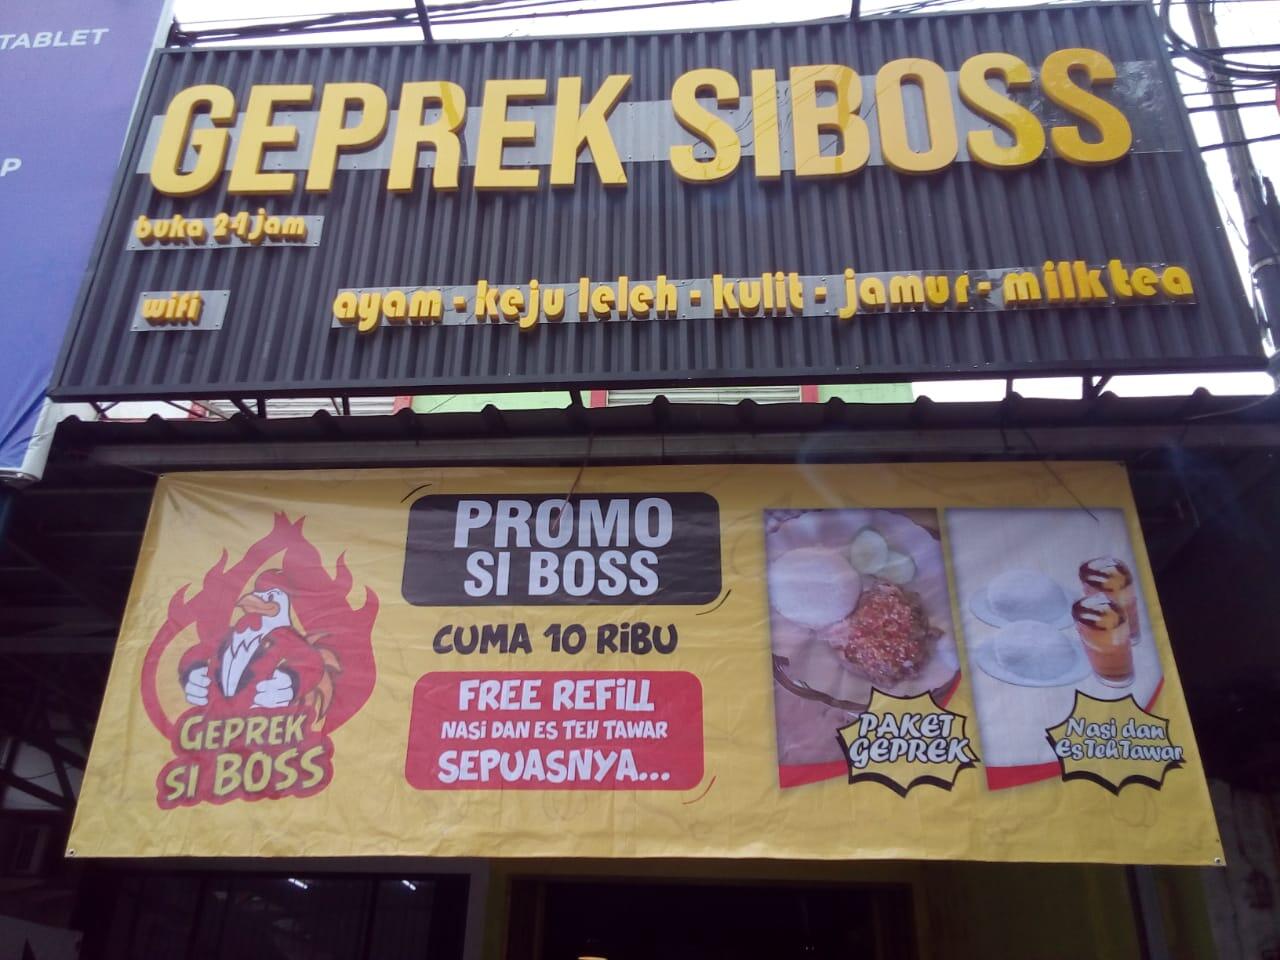 TABLET
P
GEPREK SIBOSS
buka 24 jam
wifi
ayam - keju leleh - kulit - jamur - milk tea
PROMO
SI BOSS
CUMA 10 RiBU
FREE REFiLL
NASi DAN ES TEH TAWAR
SEPUASNYA...
GEPREK
SI BOSS
PAKET
GEPREK
Nasi dan
Es Teh Tawar